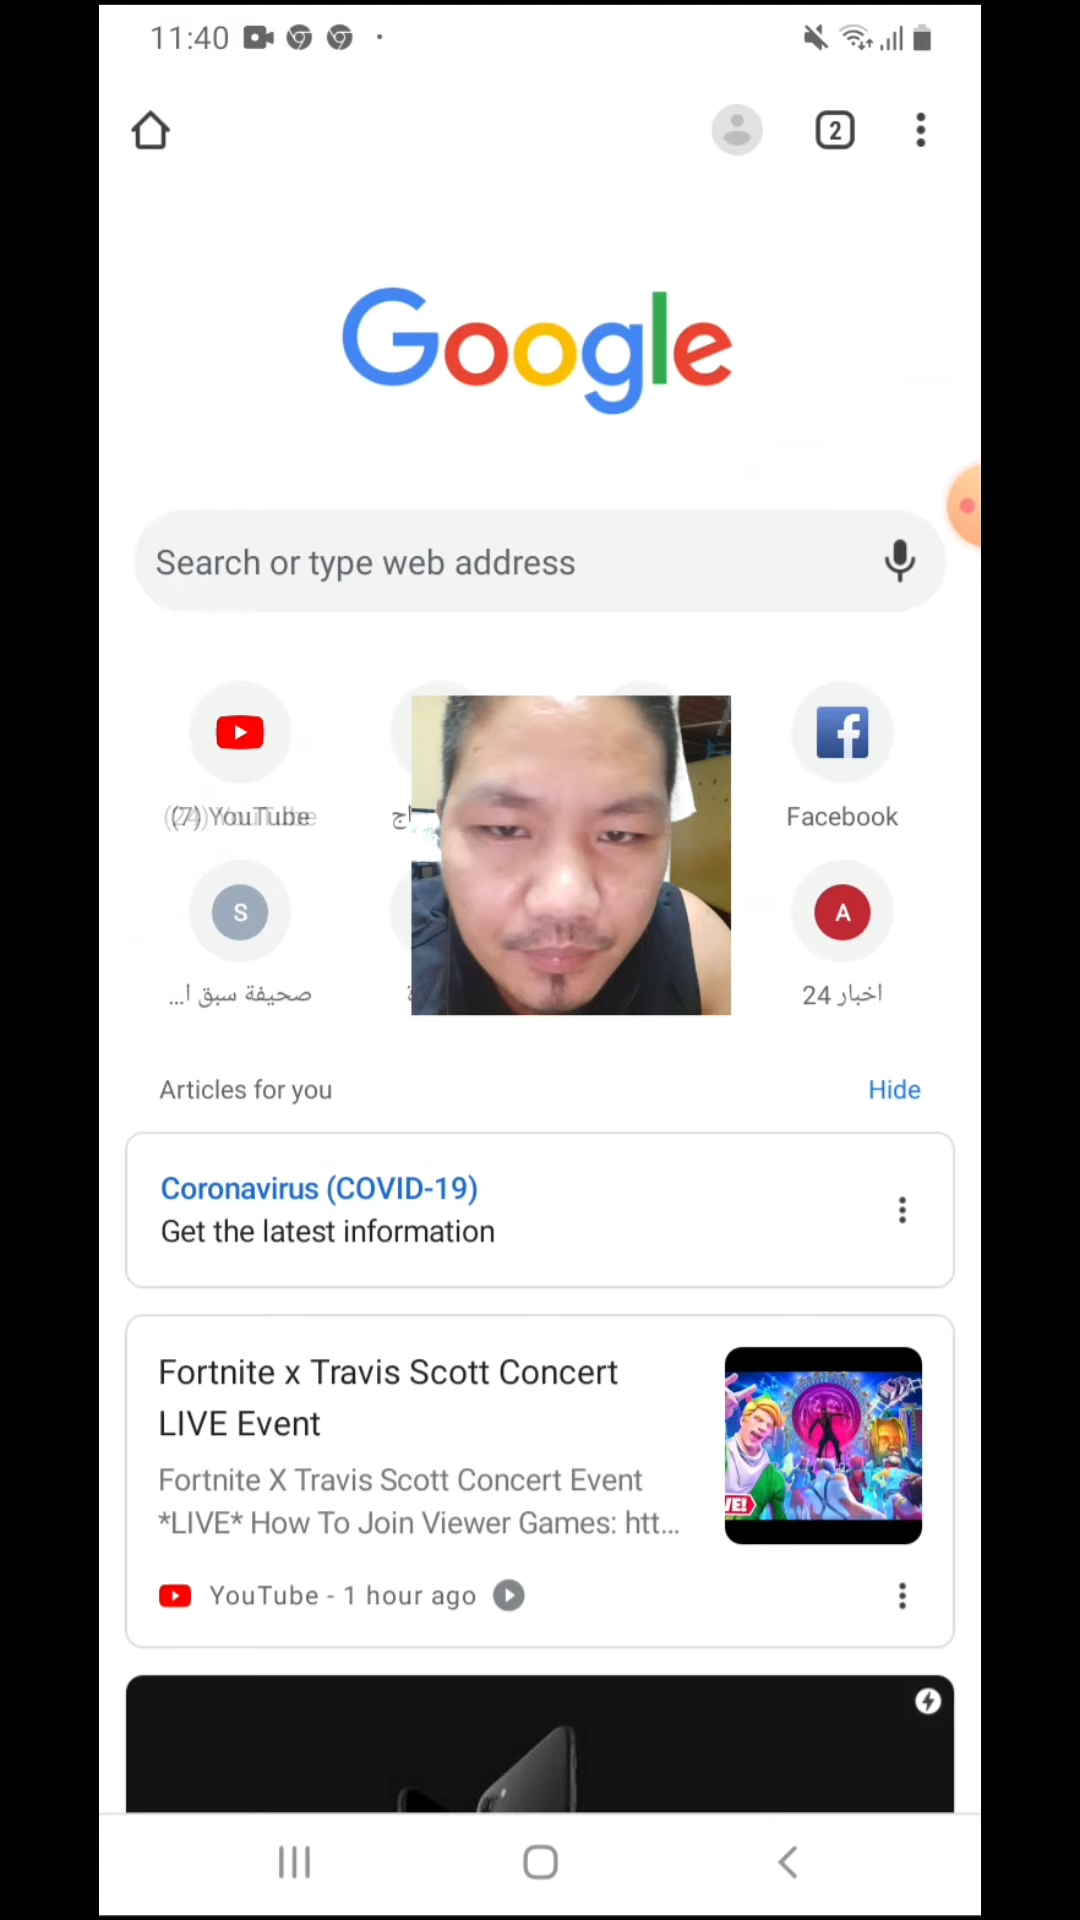 11:40
2
Google
Search or type web address
YouTube
Facebook
S
A
صحيفة سبق ا...
اخبار 24
Articles for you
Hide
Coronavirus (COVID-19)
Get the latest information
Fortnite x Travis Scott Concert
LIVE Event
Fortnite X Travis Scott Concert Event
*LIVE* How To Join Viewer Games: htt...
VE!
YouTube - 1 hour ago